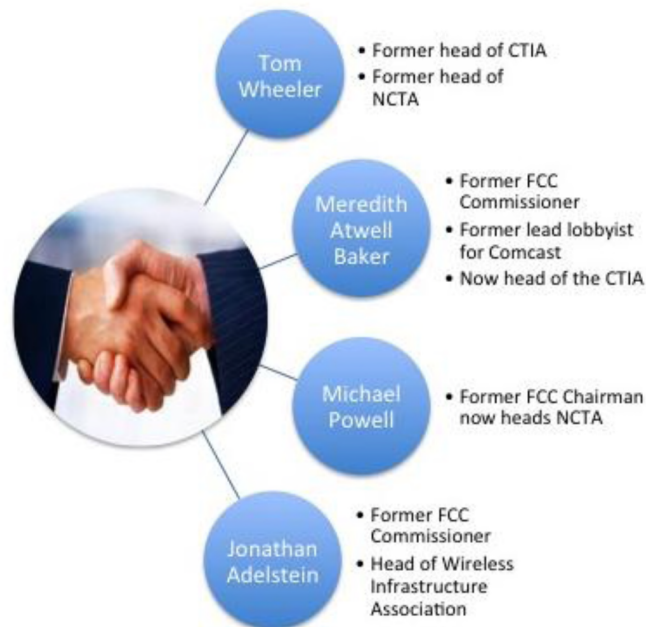 Tom
Wheeler
• Former head of CTIA
• Former head of
NCTA
Meredith
Atwell
Baker
• Former FCC
Commissioner
• Former lead lobbyist
for Comcast
• Now head of the CTIA
Michael
Powell
• Former FCC Chairman
now heads NCTA
Jonathan
Adelstein
• Former FCC
Commissioner
• Head of Wireless
Infrastructure
Association